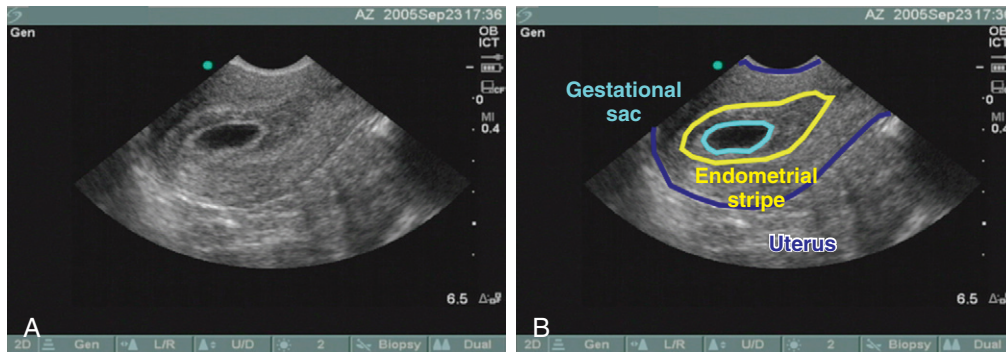 AZ 2005Sep23 17:36
Gen
OB
ICT
0
MI
0.4
6.5
A
2D Gen L/R U/D 2 Biopsy Dual
AZ 2005Sep23 17:36
Gen
OB
ICT
Gestational
sac
0
MI
0.4
Endometrial
stripe
Uterus
6.5
B
2D Gen L/R U/D 2 Biopsy Dual